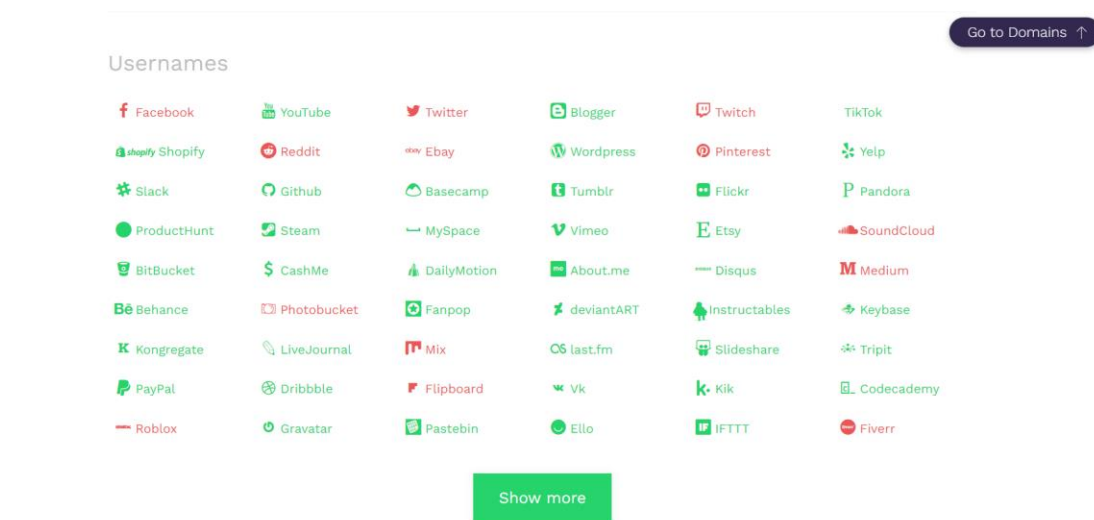 Go to Domains ↑
Usernames
Facebook YouTube Twitter Blogger Twitch TikTok
shopify Shopify Reddit ebay Ebay Wordpress Pinterest Yelp
Slack Github Basecamp Tumblr Flickr P Pandora
ProductHunt Steam MySpace Vimeo E Etsy SoundCloud
BitBucket $ CashMe DailyMotion me About.me Disqus M Medium
Bē Behance Photobucket Fanpop deviantART Instructables Keybase
K Kongregate LiveJournal Mix last.fm Slideshare Tripit
PayPal Dribbble Flipboard Vk k. Kik Codecademy
Roblox Gravatar Pastebin Ello IF IFTTT Fiverr
Show more